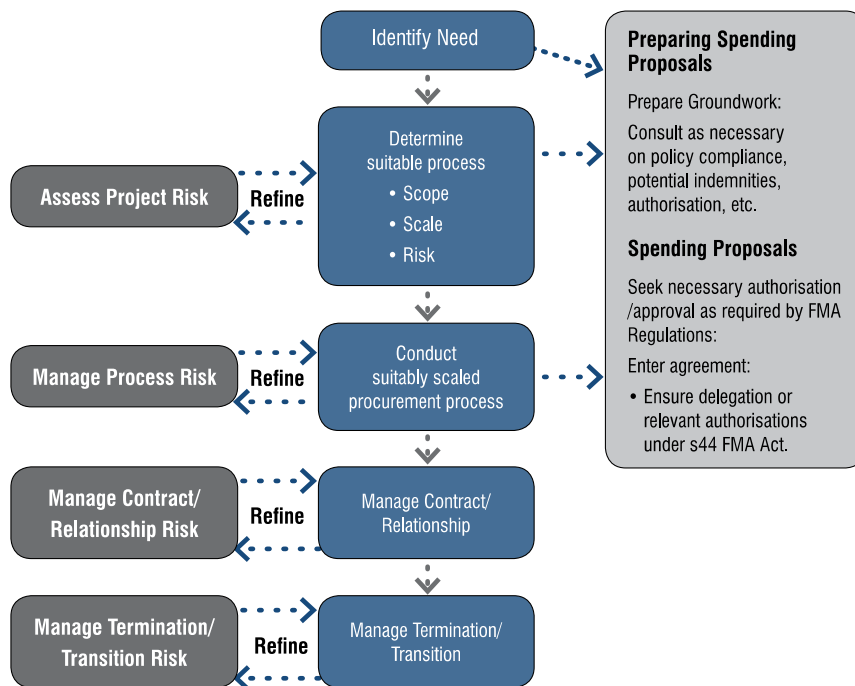 Identify Need
Determine
suitable process
• Scope
• Scale
• Risk
Assess Project Risk
Refine
Conduct
suitably scaled
procurement process
Manage Process Risk
Refine
Manage Contract/
Relationship
Manage Contract/
Relationship Risk
Refine
Manage Termination/
Transition
Manage Termination/
Transition Risk
Refine
Preparing Spending
Proposals
Prepare Groundwork:
Consult as necessary
on policy compliance,
potential indemnities,
authorisation, etc.
Spending Proposals
Seek necessary authorisation
/approval as required by FMA
Regulations:
Enter agreement:
• Ensure delegation or
relevant authorisations
under s44 FMA Act.